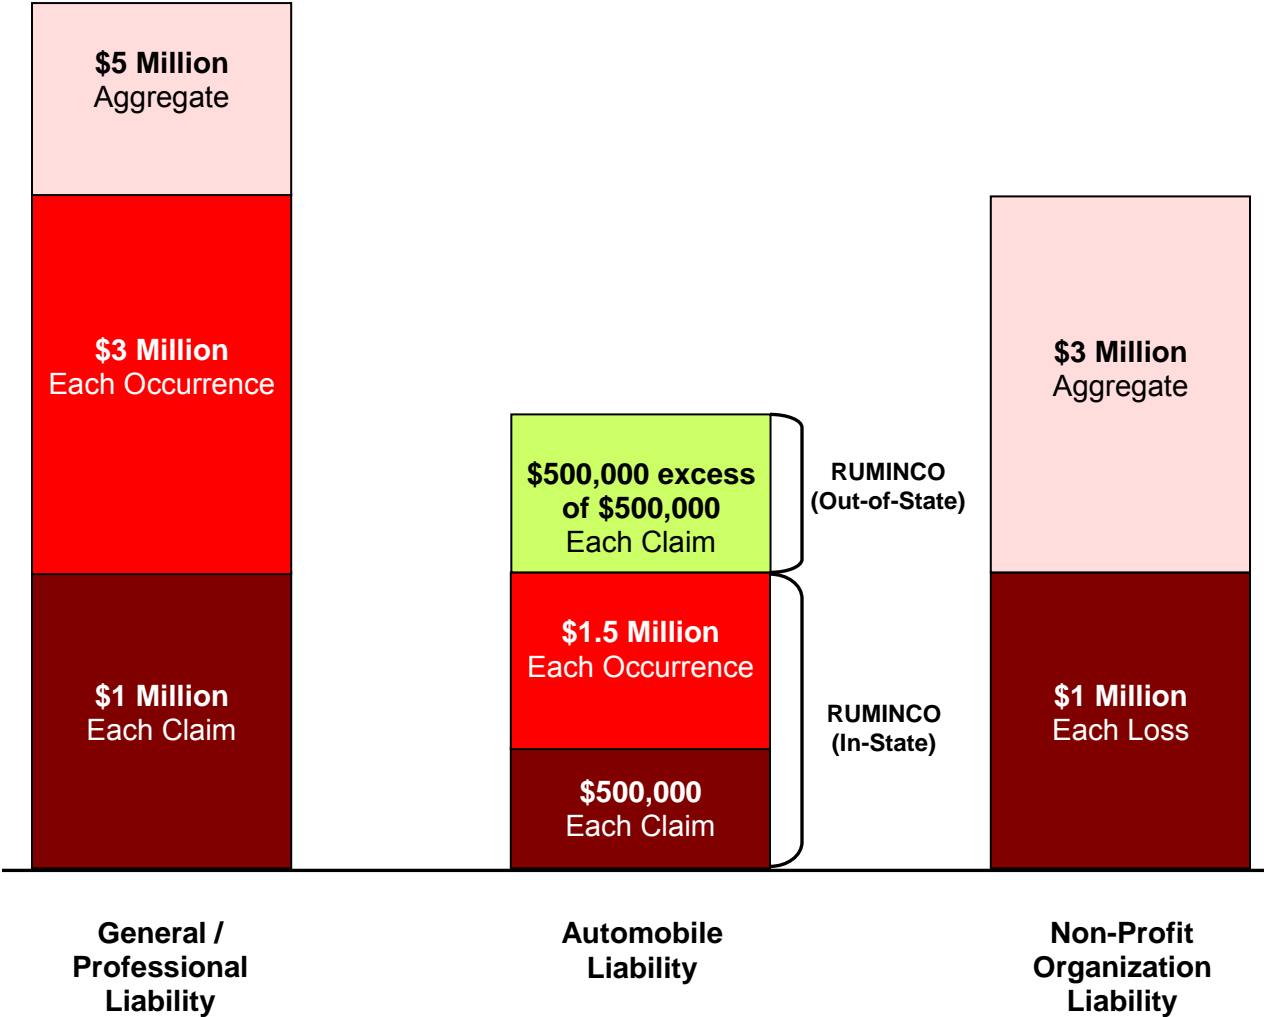 $5 Million
Aggregate
$3 Million
Each Occurrence
$1 Million
Each Claim
$500,000 excess
of $500,000
Each Claim
$1.5 Million
Each Occurrence
$500,000
Each Claim
RUMINCO
(Out-of-State)
RUMINCO
(In-State)
$3 Million
Aggregate
$1 Million
Each Loss
General /
Professional
Liability
Automobile
Liability
Non-Profit
Organization
Liability